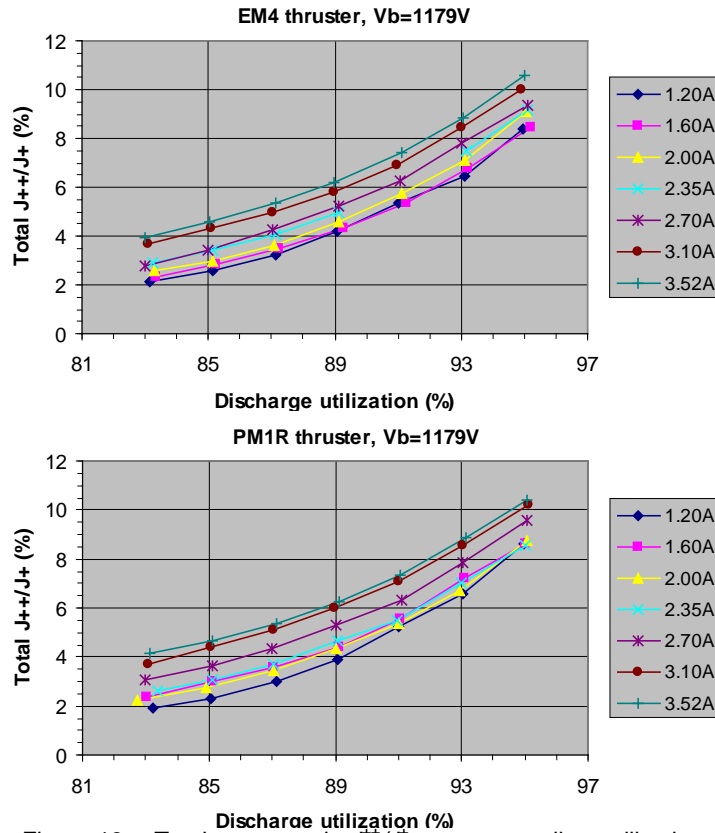 EM4 thruster, Vb=1179V
Total J++/J+ (%)
12
10
8
6
4
2
0
81 85 89 93 97
Discharge utilization (%)
1.20A
1.60A
2.00A
2.35A
2.70A
3.10A
3.52A
PM1R thruster, Vb=1179V
Total J++/J+ (%)
12
10
8
6
4
2
0
81 85 89 93 97
Discharge utilization (%)
1.20A
1.60A
2.00A
2.35A
2.70A
3.10A
3.52A